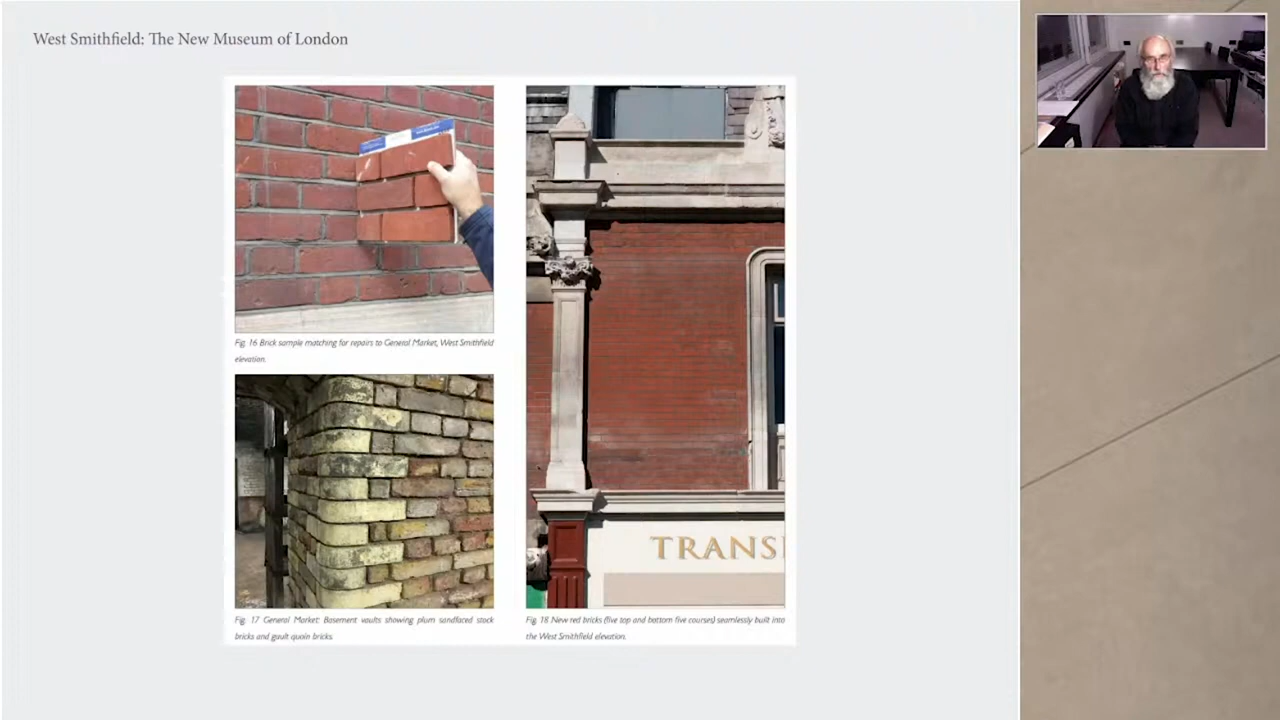 West Smithfield: The New Museum of London
Fig. 16 Brick sample matching for repairs to General Market, West Smithfield
elevation.
Fig. 17 General Market: Basement vaults showing plum sandfaced stock
bricks and gault quoin bricks.
TRANS
Fig. 18 New red bricks (five top and bottom five courses) seamlessly built into
the West Smithfield elevation.